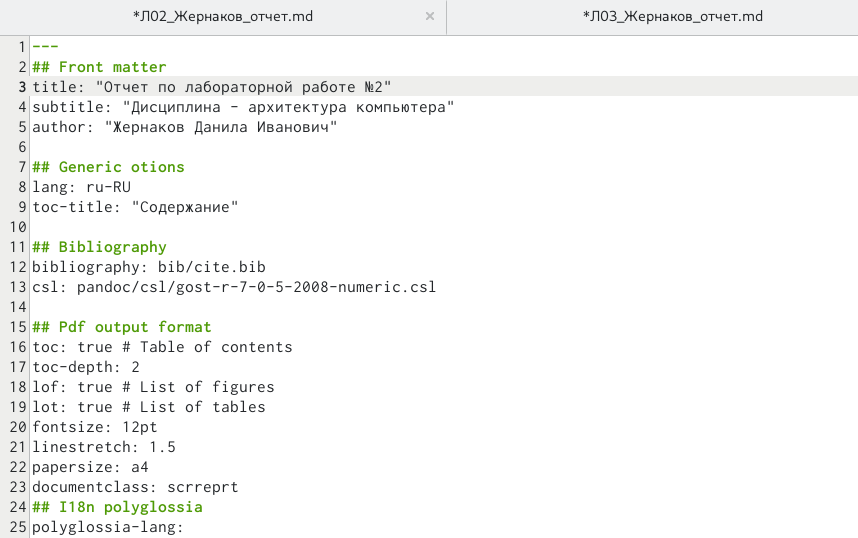 *Л02_Жернаков_отчет.md × *Л03_Жернаков_отчет.md
1 ---
2 ## Front matter
3 title: "Отчет по лабораторной работе №2"
4 subtitle: "Дисциплина - архитектура компьютера"
5 author: "Жернаков Данила Иванович"
6
7 ## Generic otions
8 lang: ru-RU
9 toc-title: "Содержание"
10
11 ## Bibliography
12 bibliography: bib/cite.bib
13 csl: pandoc/csl/gost-r-7-0-5-2008-numeric.csl
14
15 ## Pdf output format
16 toc: true # Table of contents
17 toc-depth: 2
18 lof: true # List of figures
19 lot: true # List of tables
20 fontsize: 12pt
21 linestretch: 1.5
22 papersize: a4
23 documentclass: scrreprt
24 ## I18n polyglossia
25 polyglossia-lang: